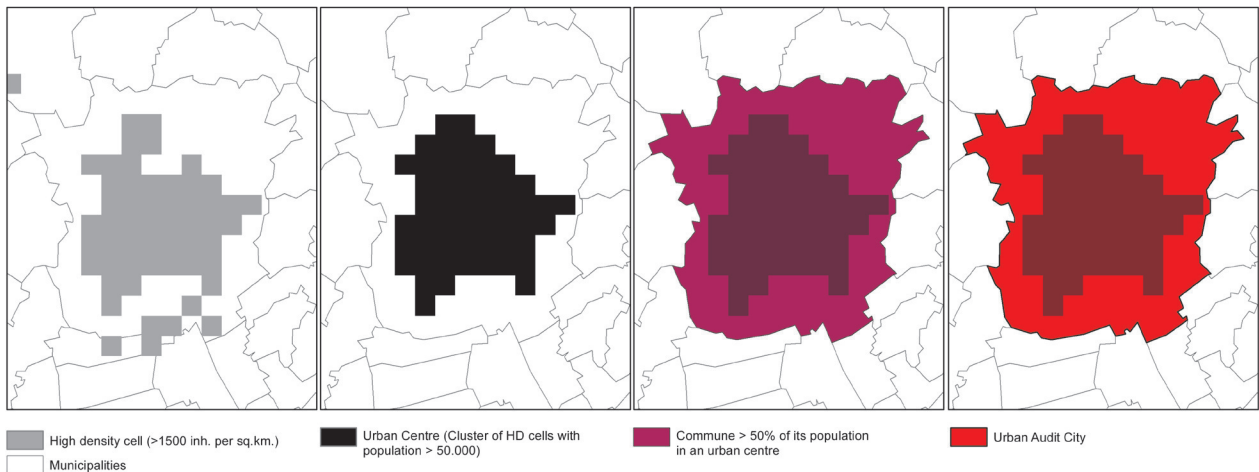 High density cell (>1500 inh. per sq.km.)
Municipalities
Urban Centre (Cluster of HD cells with
population > 50.000)
Commune > 50% of its population
in an urban centre
Urban Audit City